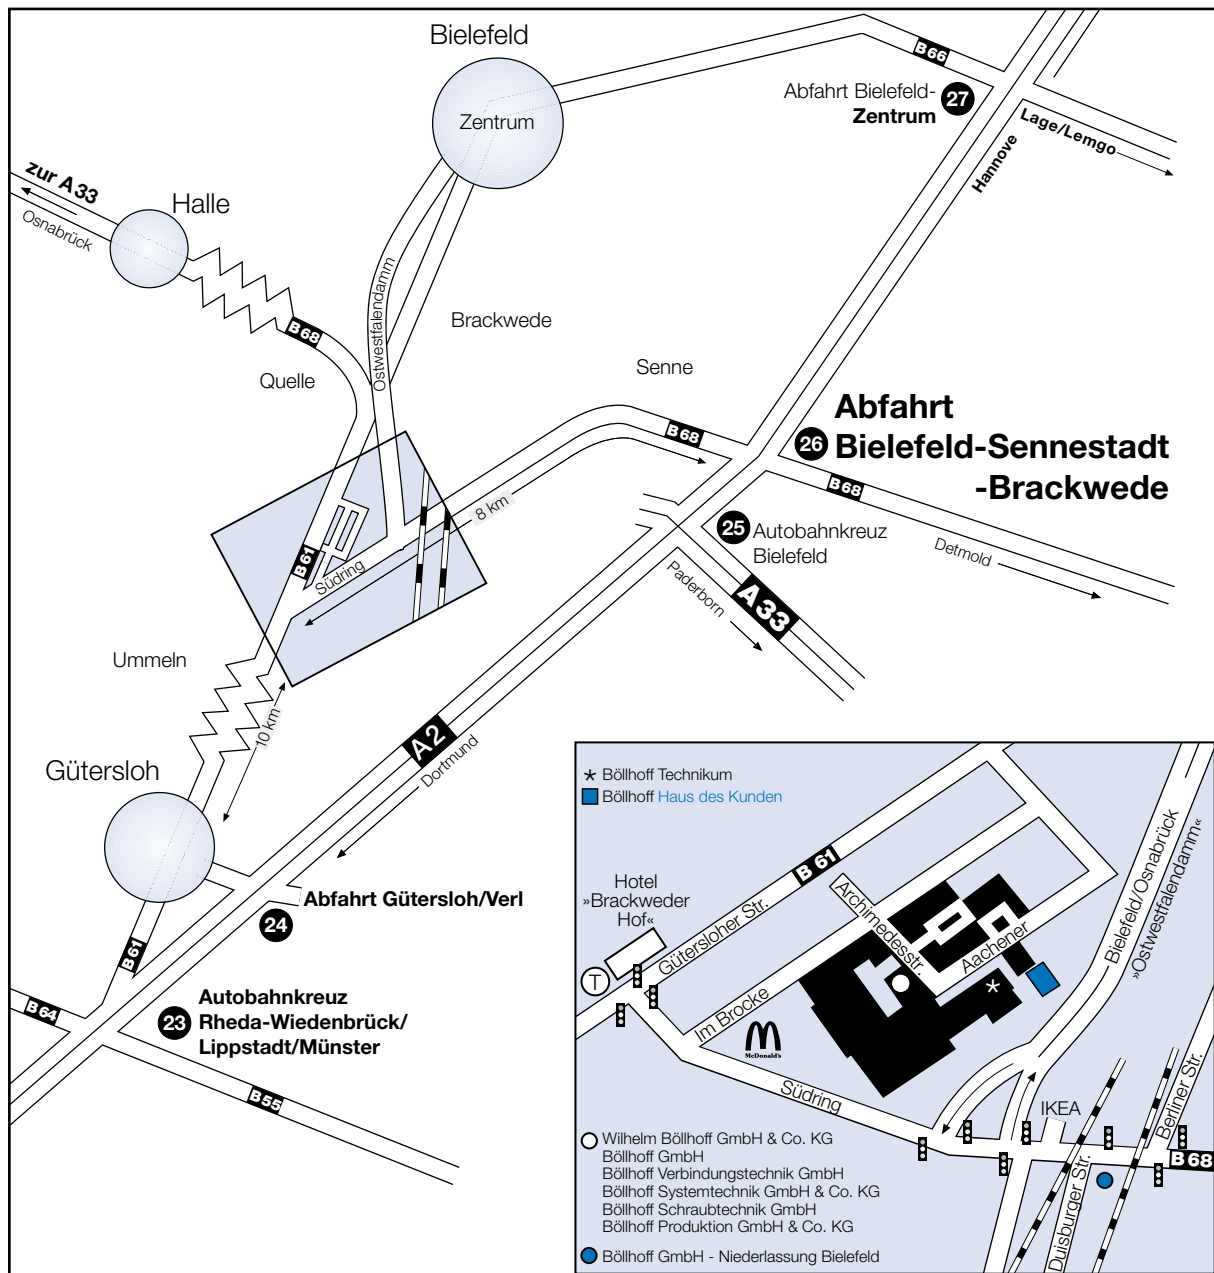 Bielefeld
Zentrum
B 66
Abfahrt Bielefeld-
Zentrum
27
Lage/Lemgo
Hannove
zur A 33
Osnabrück
Halle
B 68
Ostwestfalendamm
Brackwede
Quelle
Senne
B 68
Abfahrt
26
Bielefeld-Sennestadt
-Brackwede
B 68
Detmold
8 km
25
Autobahnkreuz
Bielefeld
Paderborn
A 33
B 61
Südring
Ummeln
10 km
A 2
Dortmund
Gütersloh
Abfahrt Gütersloh/Verl
24
B 61
B 64
23
Autobahnkreuz
Rheda-Wiedenbrück/
Lippstadt/Münster
B 55
* Böllhoff Technikum
Böllhoff Haus des Kunden
B 61
Hotel
»Brackweder
Hof«
T
Gütersloher Str.
Archimedesstr.
Aachener
Im Brocke
McDonald's
Südring
Bielefeld/Osnabrück
»Ostwestfalendamm«
IKEA
Berliner Str.
B 68
Duisburger Str.
Wilhelm Böllhoff GmbH & Co. KG
Böllhoff GmbH
Böllhoff Verbindungstechnik GmbH
Böllhoff Systemtechnik GmbH & Co. KG
Böllhoff Schraubtechnik GmbH
Böllhoff Produktion GmbH & Co. KG
Böllhoff GmbH - Niederlassung Bielefeld